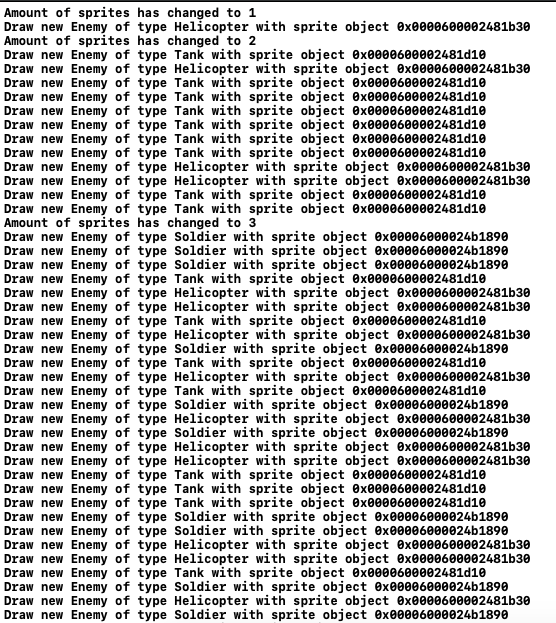 Amount of sprites has changed to 1
Draw new Enemy of type Helicopter with sprite object 0x0000600002481b30
Amount of sprites has changed to 2
Draw new Enemy of type Tank with sprite object 0x0000600002481d10
Draw new Enemy of type Helicopter with sprite object 0x0000600002481b30
Draw new Enemy of type Tank with sprite object 0x0000600002481d10
Draw new Enemy of type Tank with sprite object 0x0000600002481d10
Draw new Enemy of type Tank with sprite object 0x0000600002481d10
Draw new Enemy of type Tank with sprite object 0x0000600002481d10
Draw new Enemy of type Tank with sprite object 0x0000600002481d10
Draw new Enemy of type Tank with sprite object 0x0000600002481d10
Draw new Enemy of type Helicopter with sprite object 0x0000600002481b30
Draw new Enemy of type Helicopter with sprite object 0x0000600002481b30
Draw new Enemy of type Tank with sprite object 0x0000600002481d10
Draw new Enemy of type Tank with sprite object 0x0000600002481d10
Amount of sprites has changed to 3
Draw new Enemy of type Soldier with sprite object 0x00006000024b1890
Draw new Enemy of type Soldier with sprite object 0x00006000024b1890
Draw new Enemy of type Soldier with sprite object 0x00006000024b1890
Draw new Enemy of type Tank with sprite object 0x0000600002481d10
Draw new Enemy of type Helicopter with sprite object 0x0000600002481b30
Draw new Enemy of type Helicopter with sprite object 0x0000600002481b30
Draw new Enemy of type Tank with sprite object 0x0000600002481d10
Draw new Enemy of type Helicopter with sprite object 0x0000600002481b30
Draw new Enemy of type Soldier with sprite object 0x00006000024b1890
Draw new Enemy of type Tank with sprite object 0x0000600002481d10
Draw new Enemy of type Helicopter with sprite object 0x0000600002481b30
Draw new Enemy of type Tank with sprite object 0x0000600002481d10
Draw new Enemy of type Soldier with sprite object 0x00006000024b1890
Draw new Enemy of type Helicopter with sprite object 0x0000600002481b30
Draw new Enemy of type Soldier with sprite object 0x00006000024b1890
Draw new Enemy of type Helicopter with sprite object 0x0000600002481b30
Draw new Enemy of type Helicopter with sprite object 0x0000600002481b30
Draw new Enemy of type Tank with sprite object 0x0000600002481d10
Draw new Enemy of type Tank with sprite object 0x0000600002481d10
Draw new Enemy of type Soldier with sprite object 0x00006000024b1890
Draw new Enemy of type Soldier with sprite object 0x00006000024b1890
Draw new Enemy of type Helicopter with sprite object 0x0000600002481b30
Draw new Enemy of type Helicopter with sprite object 0x0000600002481b30
Draw new Enemy of type Tank with sprite object 0x0000600002481d10
Draw new Enemy of type Soldier with sprite object 0x00006000024b1890
Draw new Enemy of type Helicopter with sprite object 0x0000600002481b30
Draw new Enemy of type Soldier with sprite object 0x00006000024b1890